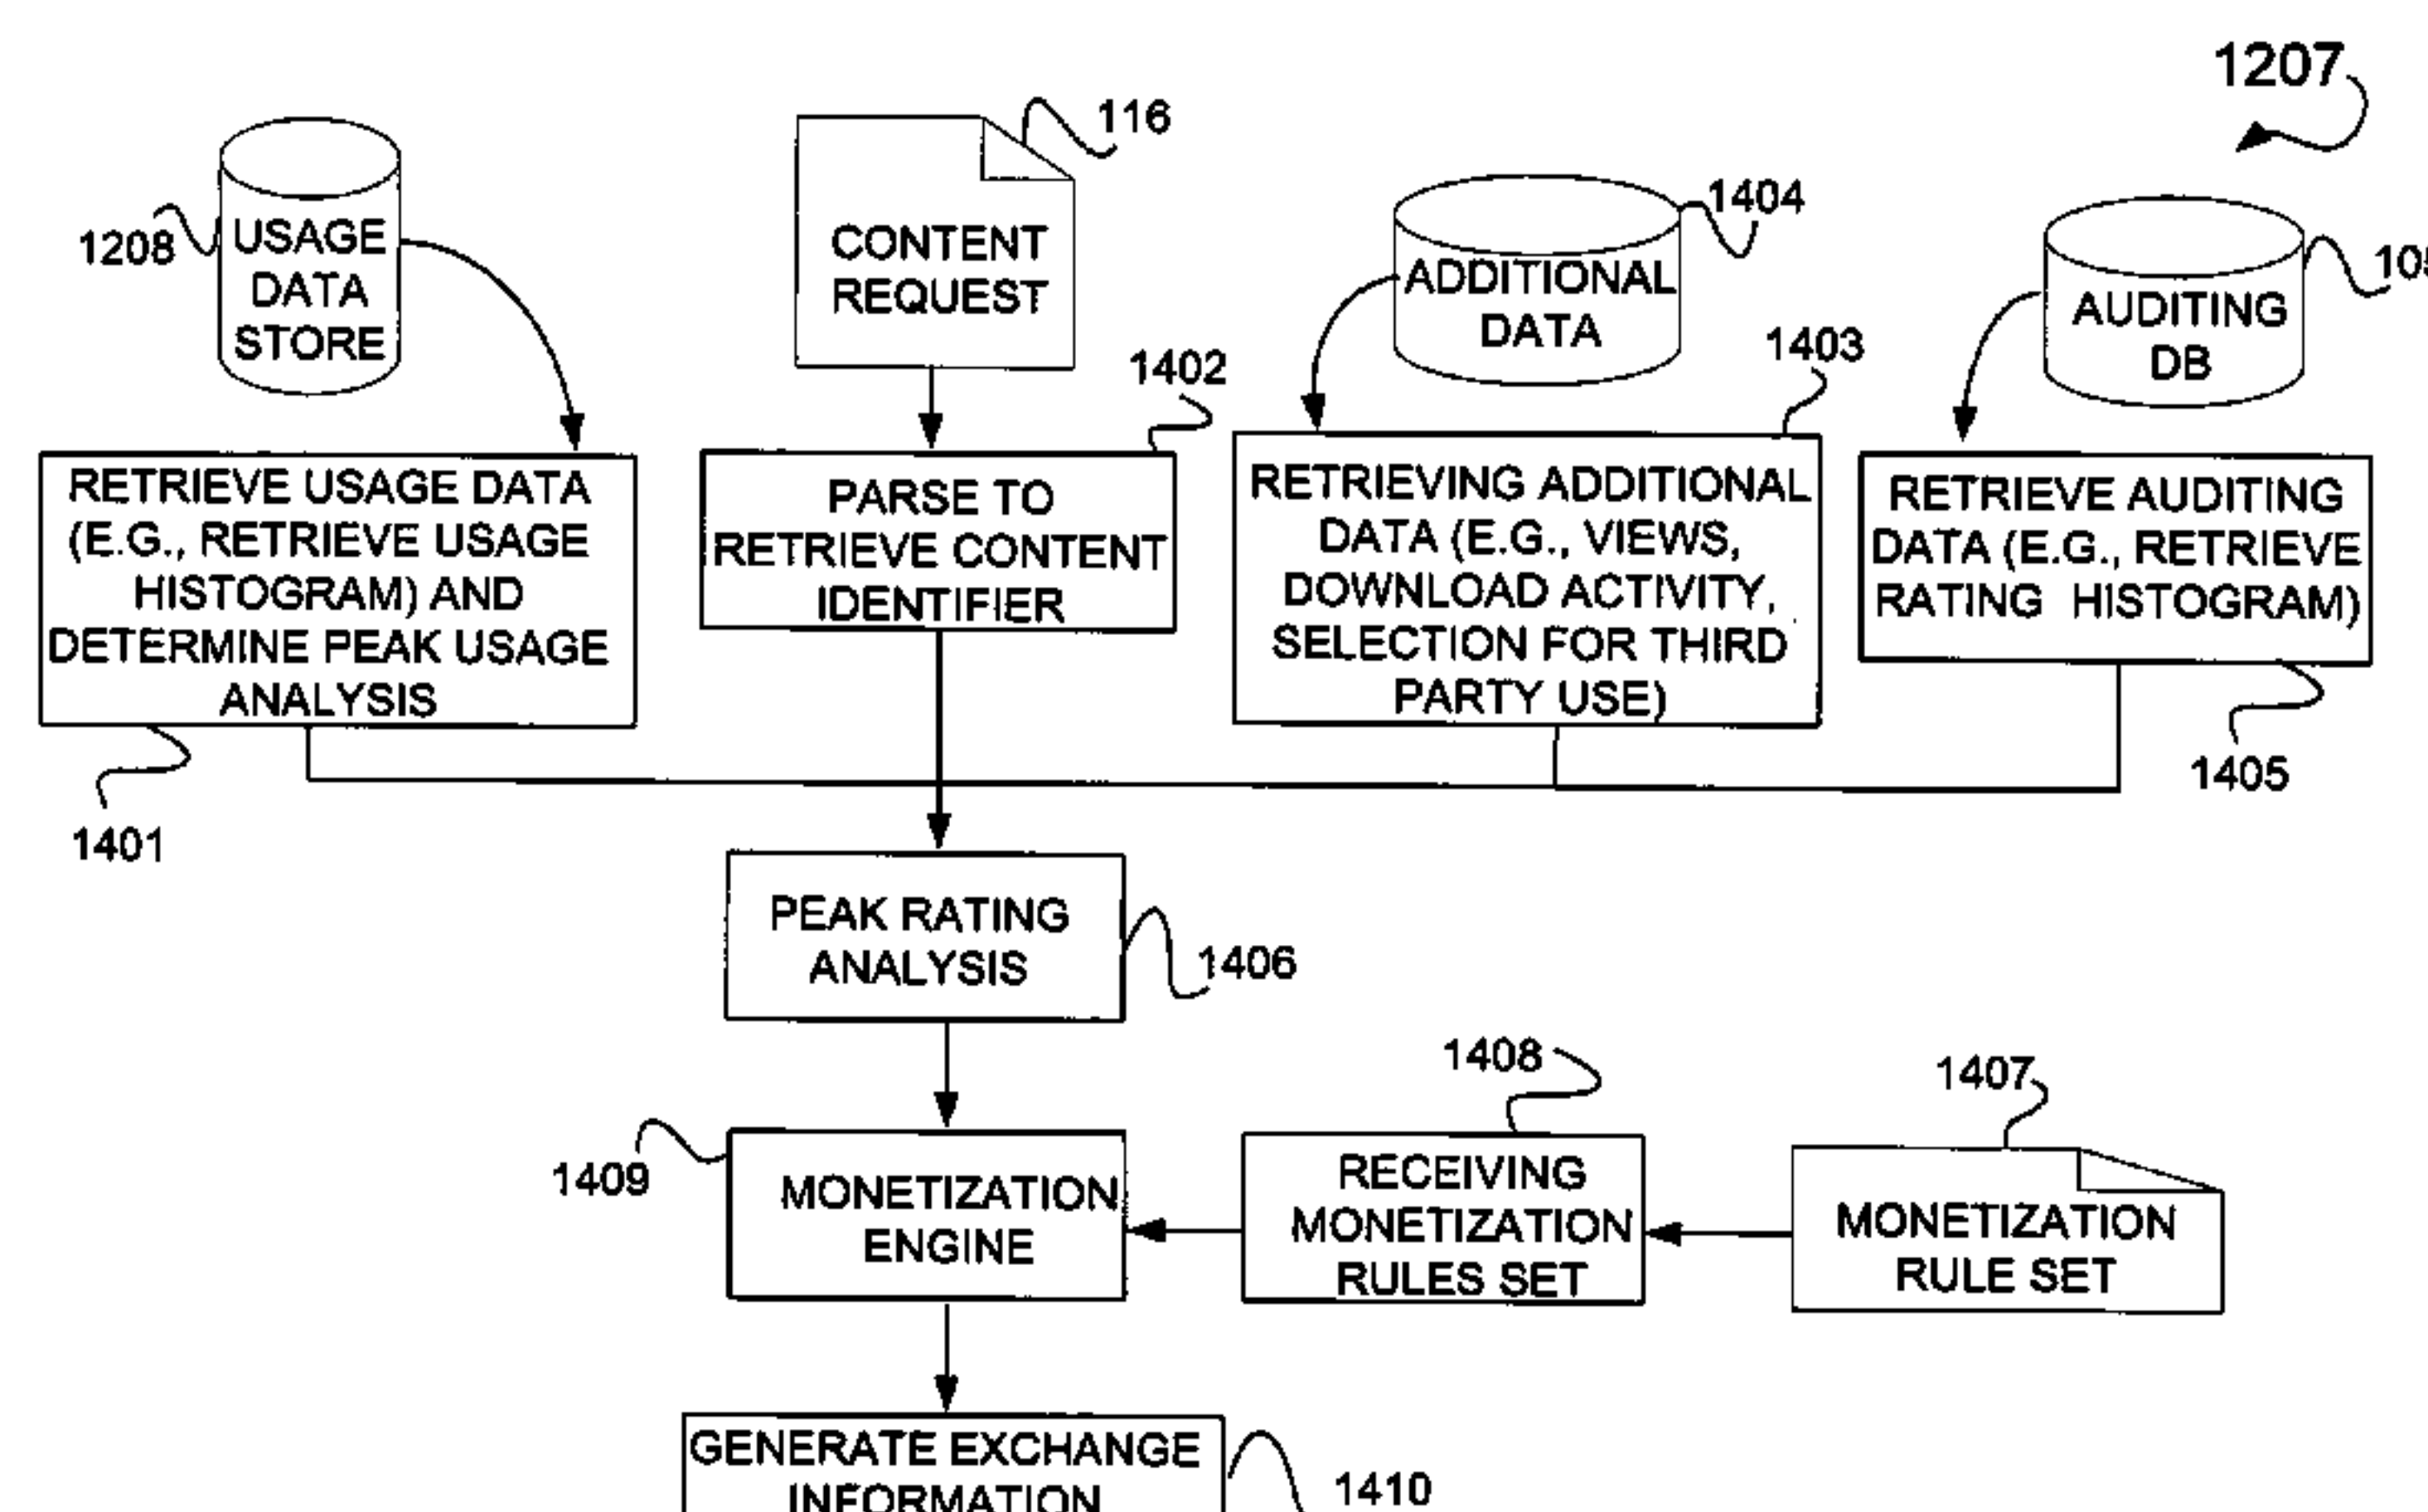 1207
116
1208
USAGE
DATA
STORE
CONTENT
REQUEST
1404
ADDITIONAL
DATA
AUDITING
DB
1402
1403
RETRIEVE USAGE DATA
(E.G., RETRIEVE USAGE
HISTOGRAM) AND
DETERMINE PEAK USAGE
ANALYSIS
PARSE TO
RETRIEVE CONTENT
IDENTIFIER
RETRIEVING ADDITIONAL
DATA (E.G., VIEWS,
DOWNLOAD ACTIVITY,
SELECTION FOR THIRD
PARTY USE)
RETRIEVE AUDITING
DATA (E.G., RETRIEVE
RATING HISTOGRAM)
1401
1405
PEAK RATING
ANALYSIS
1406
1408
1407
1409
MONETIZATION
ENGINE
RECEIVING
MONETIZATION
RULES SET
MONETIZATION
RULE SET
GENERATE EXCHANGE
INFORMATION
1410